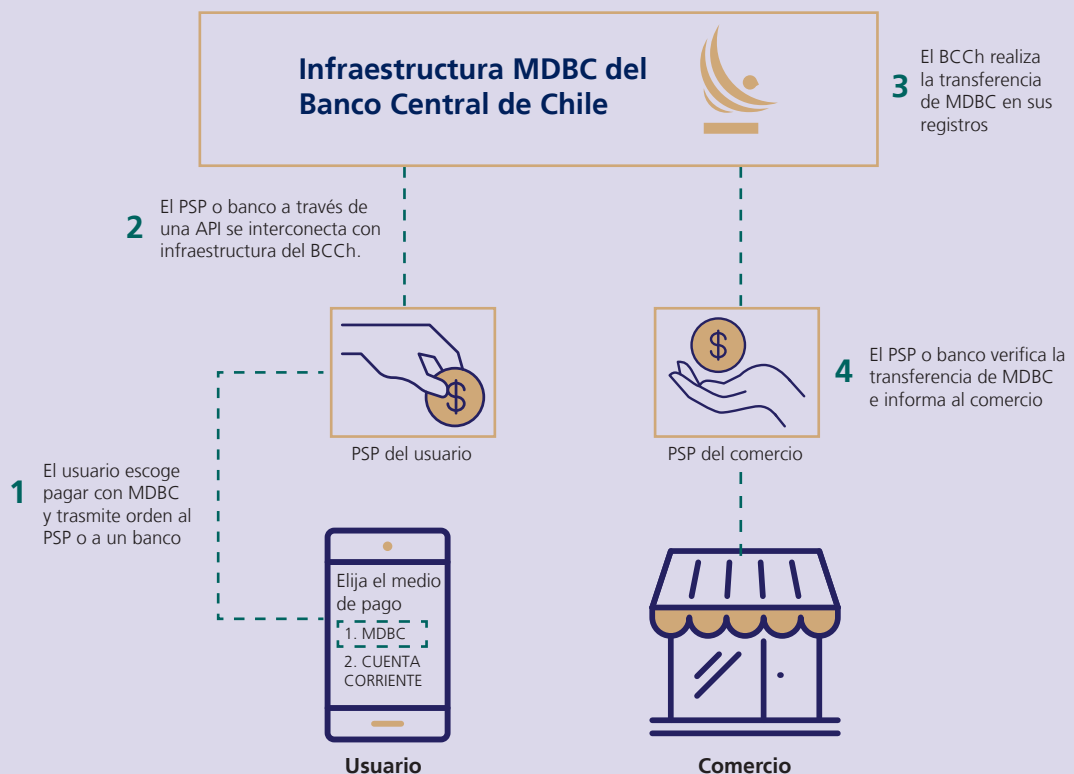 Infraestructura MDBC del
Banco Central de Chile
3
El BCCh realiza
la transferencia
de MDBC en sus
registros
2
El PSP o banco a través de
una API se interconecta con
infraestructura del BCCh.
$
PSP del usuario
$
PSP del comercio
4
El PSP o banco verifica la
transferencia de MDBC
e informa al comercio
1
El usuario escoge
pagar con MDBC
y trasmite orden al
PSP o a un banco
Elija el medio
de pago
1. MDBC
2. CUENTA
CORRIENTE
Usuario
Comercio